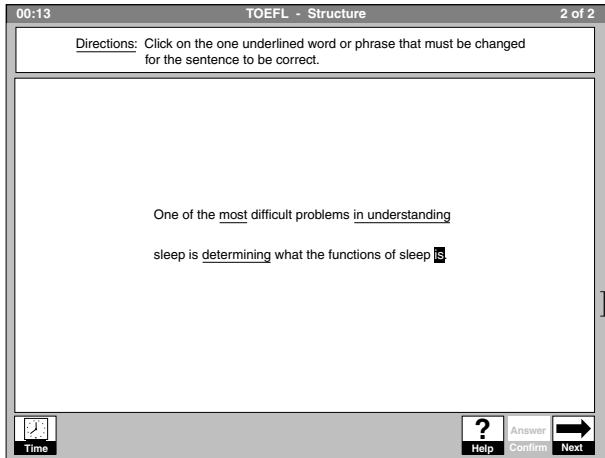 00:13 TOEFL - Structure 2 of 2
Directions: Click on the one underlined word or phrase that must be changed
for the sentence to be correct.
One of the most difficult problems in understanding
sleep is determining what the functions of sleep is.
]
? Answer
Time Help Confirm Next